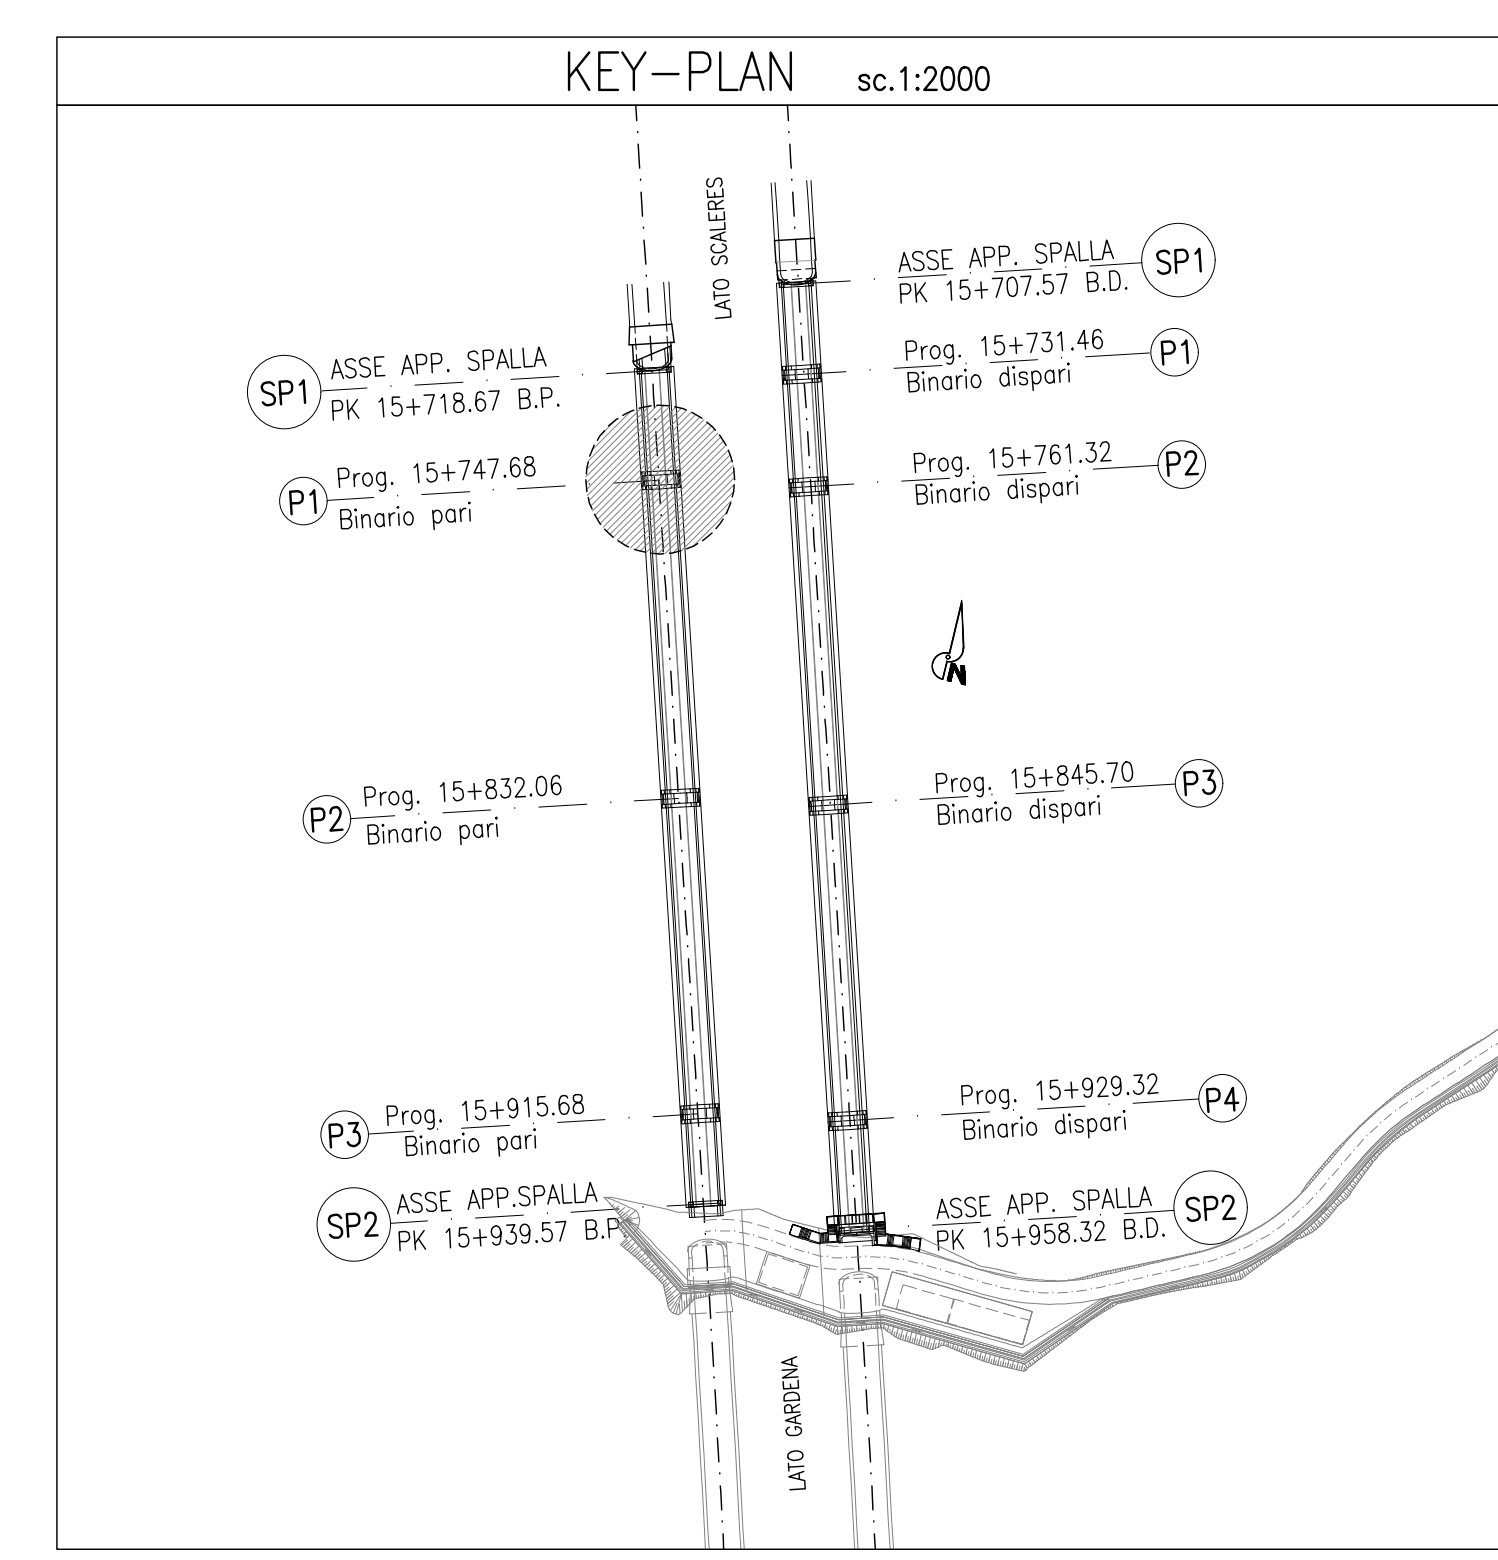 KEY-PLAN sc.1:2000
LATO SCALERES
ASSE APP. SPALLA
PK 15+707.57 B.D.
SP1
Prog. 15+731.46
Binario dispari
P1
SP1
ASSE APP. SPALLA
PK 15+718.67 B.P.
P1
Prog. 15+747.68
Binario pari
Prog. 15+761.32
Binario dispari
P2
N
P2
Prog. 15+832.06
Binario pari
Prog. 15+845.70
Binario dispari
P3
P3
Prog. 15+915.68
Binario pari
Prog. 15+929.32
Binario dispari
P4
SP2
ASSE APP.SPALLA
PK 15+939.57 B.P
ASSE APP. SPALLA
PK 15+958.32 B.D.
SP2
LATO GARDENA